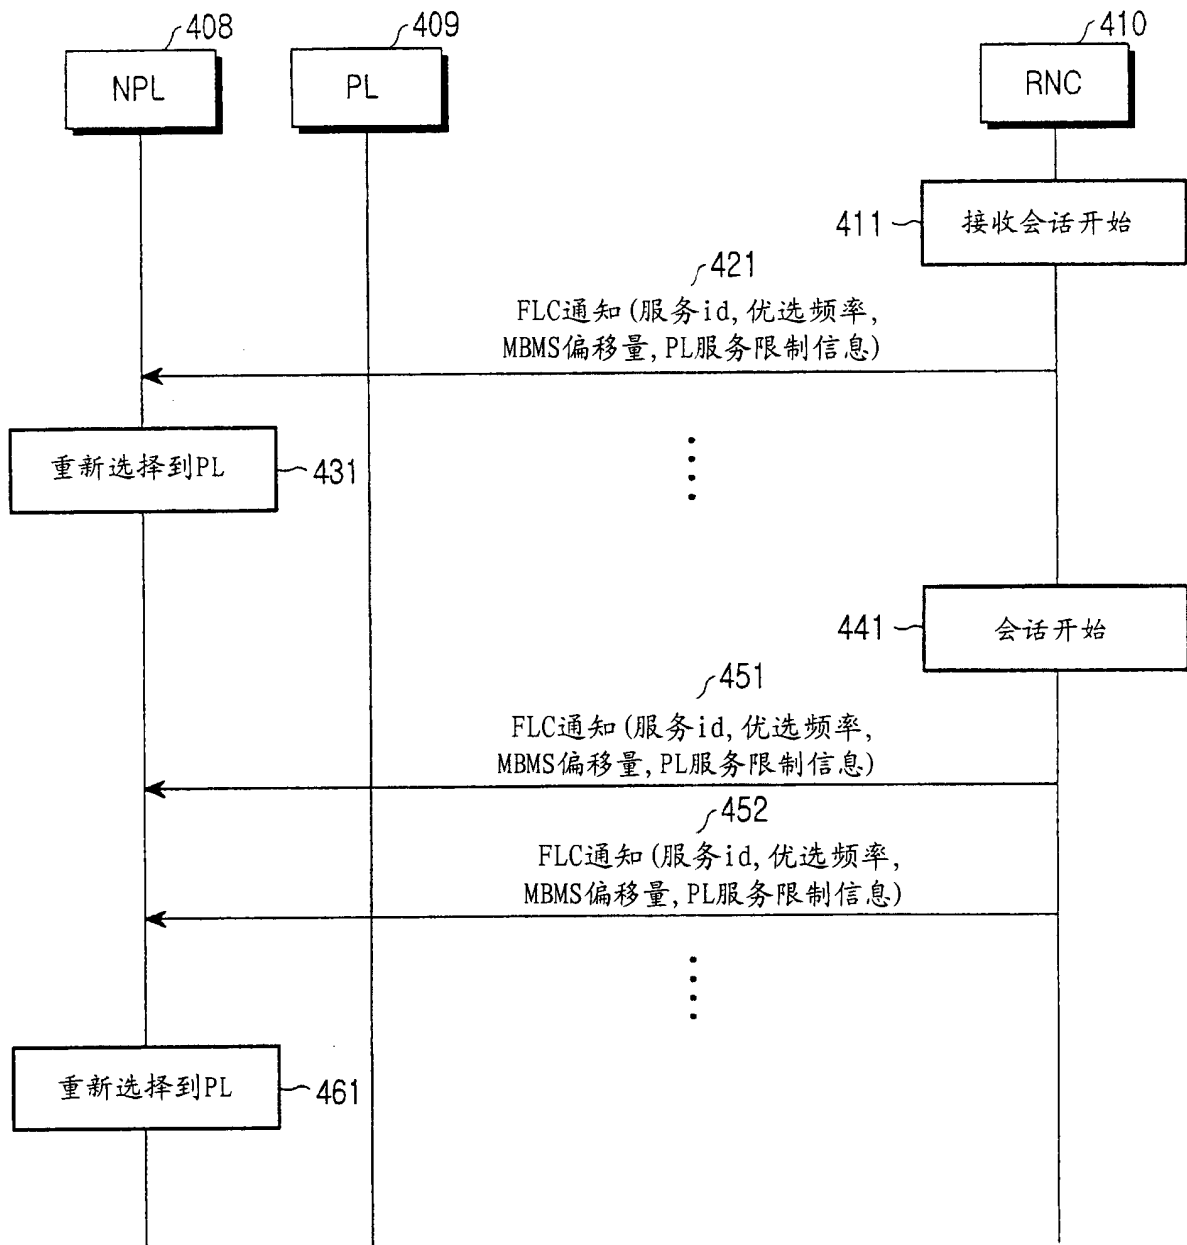 408
409
410
NPL
PL
RNC
411
接收会话开始
421
FLC通知(服务id,优选频率,
MBMS偏移量,PL服务限制信息)
重新选择到PL
431
441
会话开始
451
FLC通知(服务id,优选频率,
MBMS偏移量,PL服务限制信息)
452
FLC通知(服务id,优选频率,
MBMS偏移量,PL服务限制信息)
重新选择到PL
461